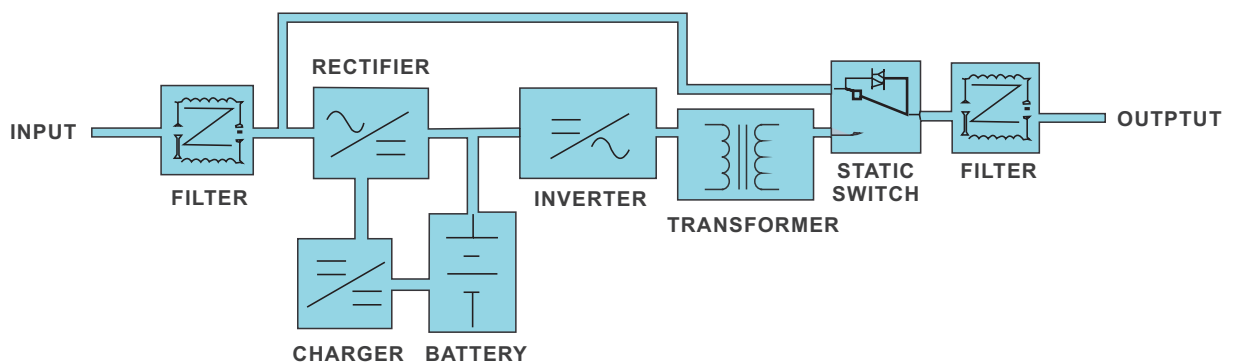 RECTIFIER
INPUT
OUTPTUT
FILTER
INVERTER
TRANSFORMER
STATIC
SWITCH
FILTER
CHARGER
BATTERY